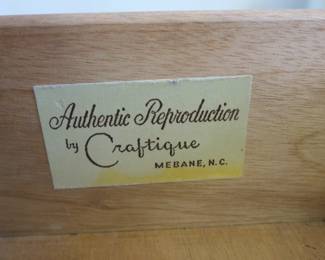 Authentic Reproduction
by Craftique
MEBANE, N.C.